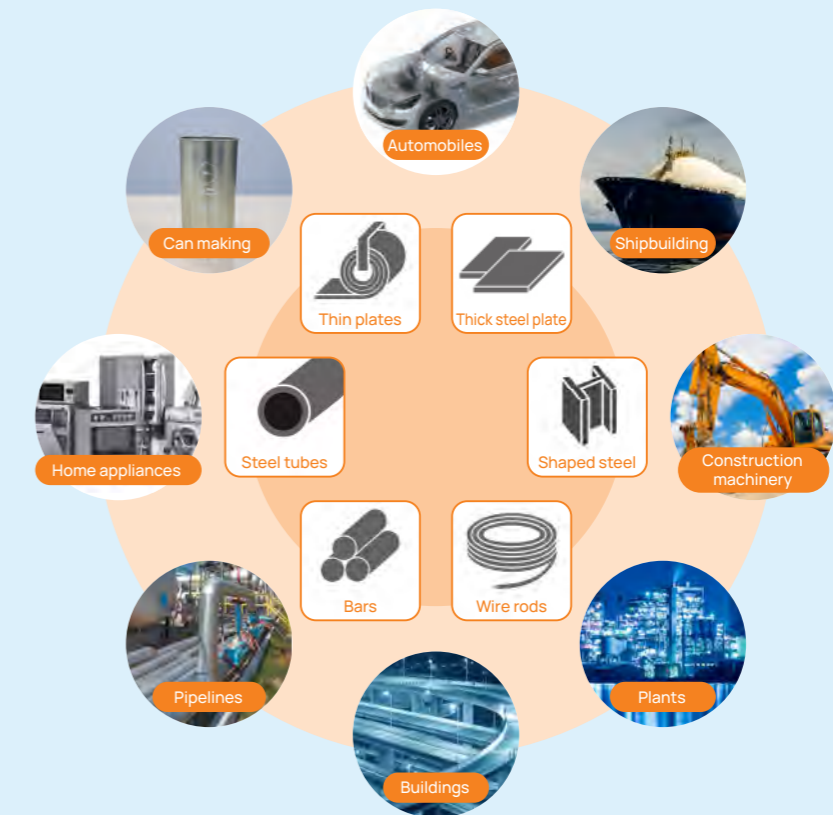 Automobiles
Can making
Shipbuilding
Thin plates
Thick steel plate
Home appliances
Steel tubes
Shaped steel
Construction
machinery
Bars
Wire rods
Pipelines
Plants
Buildings